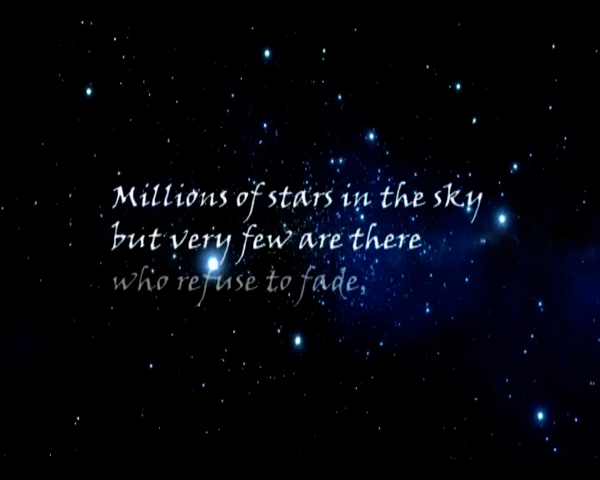 Millions of stars in the sky
but very few are there
who refuse to fade,